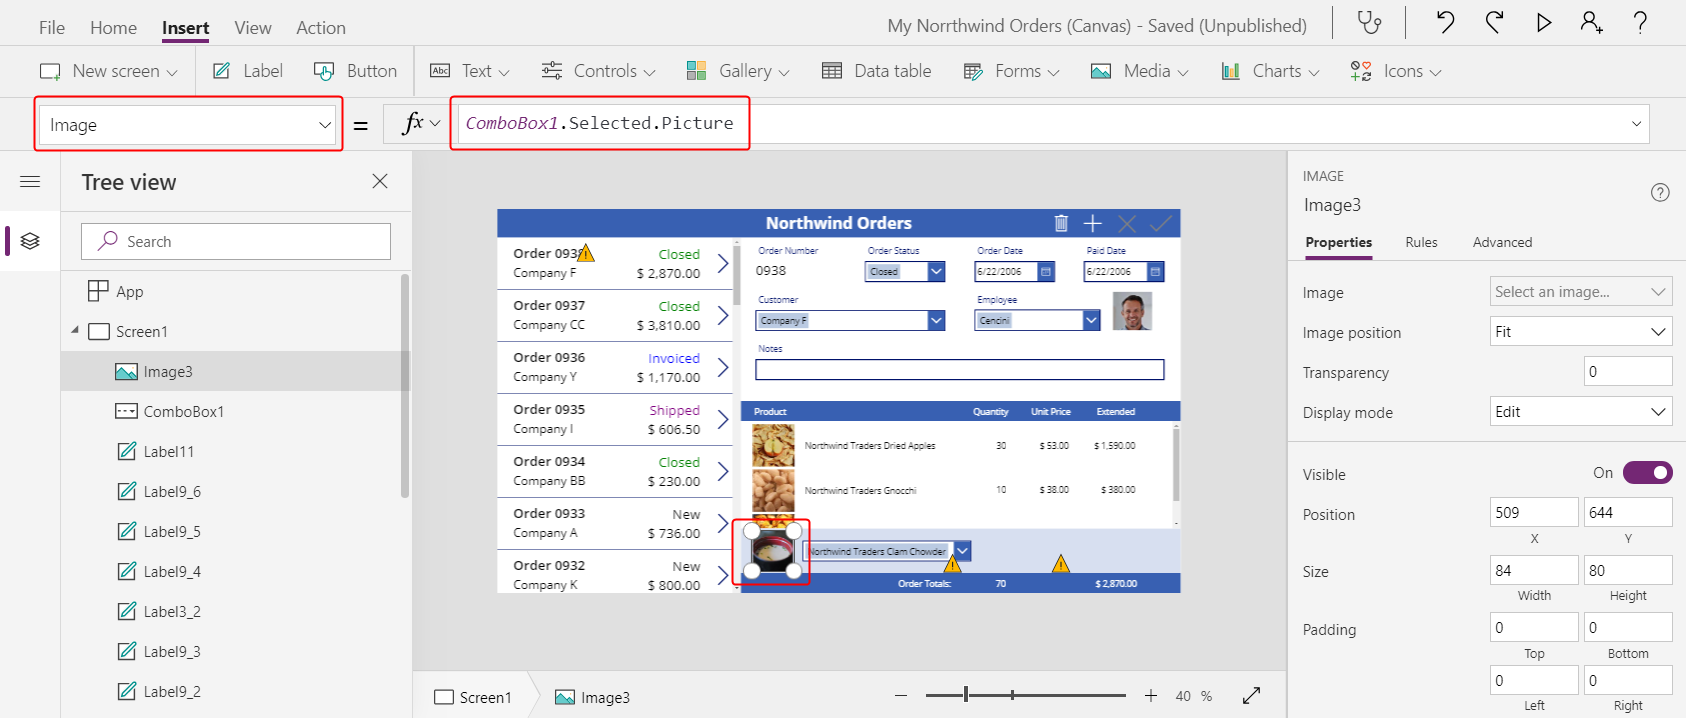 File Home Insert View Action My Norrthwind Orders (Canvas) - Saved (Unpublished)
New screen Label Button Text Controls Gallery Data table Forms Media Charts Icons
Image = fx ComboBox1.Selected.Picture
Tree view
Search
App
Screen1
Image3
ComboBox1
Label11
Label9_6
Label9_5
Label9_4
Label3_2
Label9_3
Label9_2
Northwind Orders
Order 0938 Closed
Company F $ 2,870.00
Order 0937 Closed
Company CC $ 3,810.00
Order 0936 Invoiced
Company Y $ 1,170.00
Order 0935 Shipped
Company I $ 606.50
Order 0934 Closed
Company BB $ 230.00
Order 0933 New
Company A $ 736.00
Order 0932 New
Company K $ 800.00
Order Number Order Status Order Date Paid Date
0938 Closed 6/22/2006 6/22/2006
Customer Employee
Company F Cencini
Notes
Product Quantity Unit Price Extended
Northwind Traders Dried Apples 30 $ 53.00 $ 1,590.00
Northwind Traders Gnocchi 10 $ 38.00 $ 380.00
Northwind Traders Clam Chowder
Order Totals: 70 $ 2,870.00
Screen1 Image3 40 %
IMAGE
Image3
Properties Rules Advanced
Image Select an image...
Image position Fit
Transparency 0
Display mode Edit
Visible On
Position 509 644
X Y
Size 84 80
Width Height
Padding 0 0
Top Bottom
0 0
Left Right